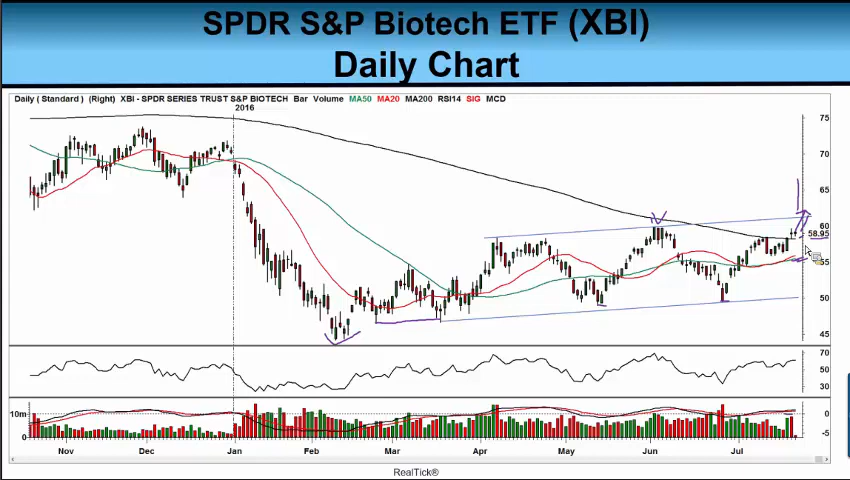 SPDR S&P Biotech ETF (XBI)
Daily Chart
Daily ( Standard ) (Right) XBI - SPDR SERIES TRUST S&P BIOTECH Bar Volume MA50 MA20 MA200 RSI14 SIG MCD
2016
75
70
65
60
58.95
55
50
45
70
50
30
10m
0
0
-5
Nov Dec Jan Feb Mar Apr May Jun Jul
RealTick®